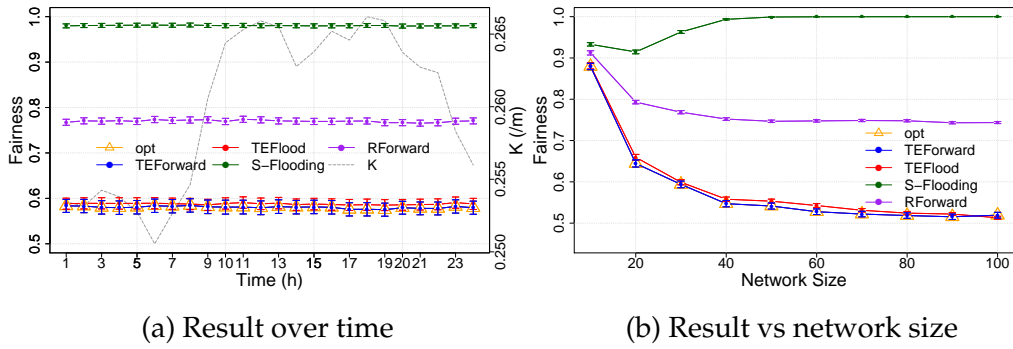 1.0
0.9
0.8
0.7
0.6
0.5
Fairness
opt
TEFlood
RForward
TEForward
S−Flooding
K
0.265
0.260
0.255
0.250
K (/m)
1 3 5 7 9 10 11 13 15 17 19 20 21 23
Time (h)
(a) Result over time
1.0
0.9
0.8
0.7
0.6
0.5
Fairness
opt
TEForward
TEFlood
S−Flooding
RForward
20 40 60 80 100
Network Size
(b) Result vs network size